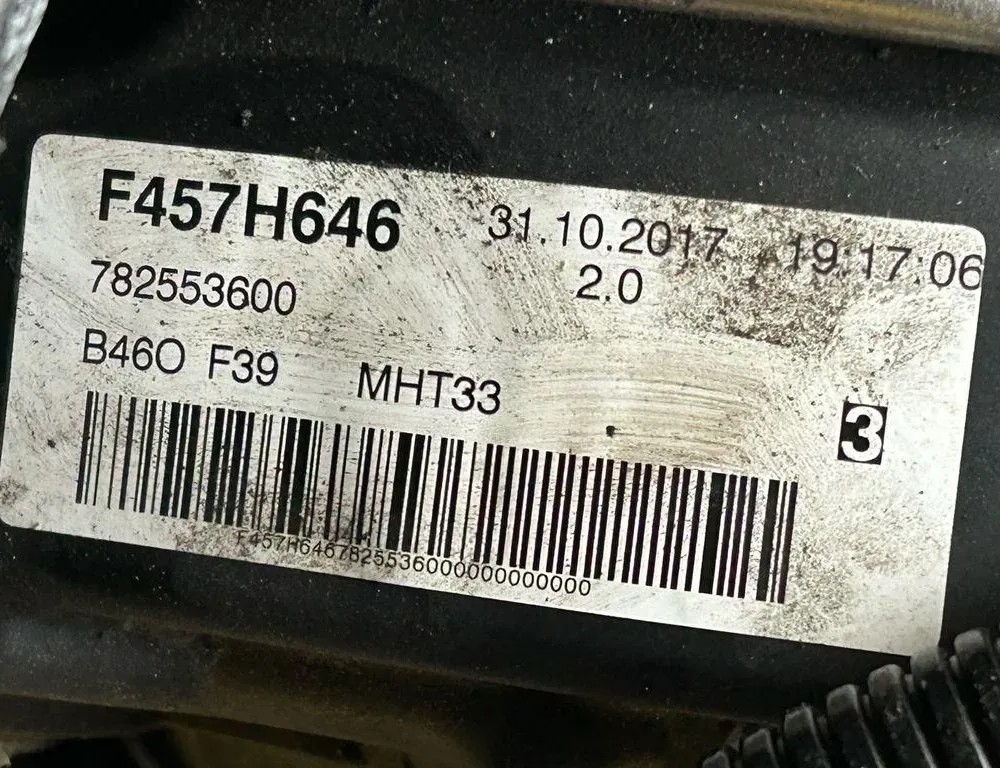 F457H646 31.10.2017 19:17:06
782553600 2.0
B46O F39 MHT33
3
F457H6467825536000000000000